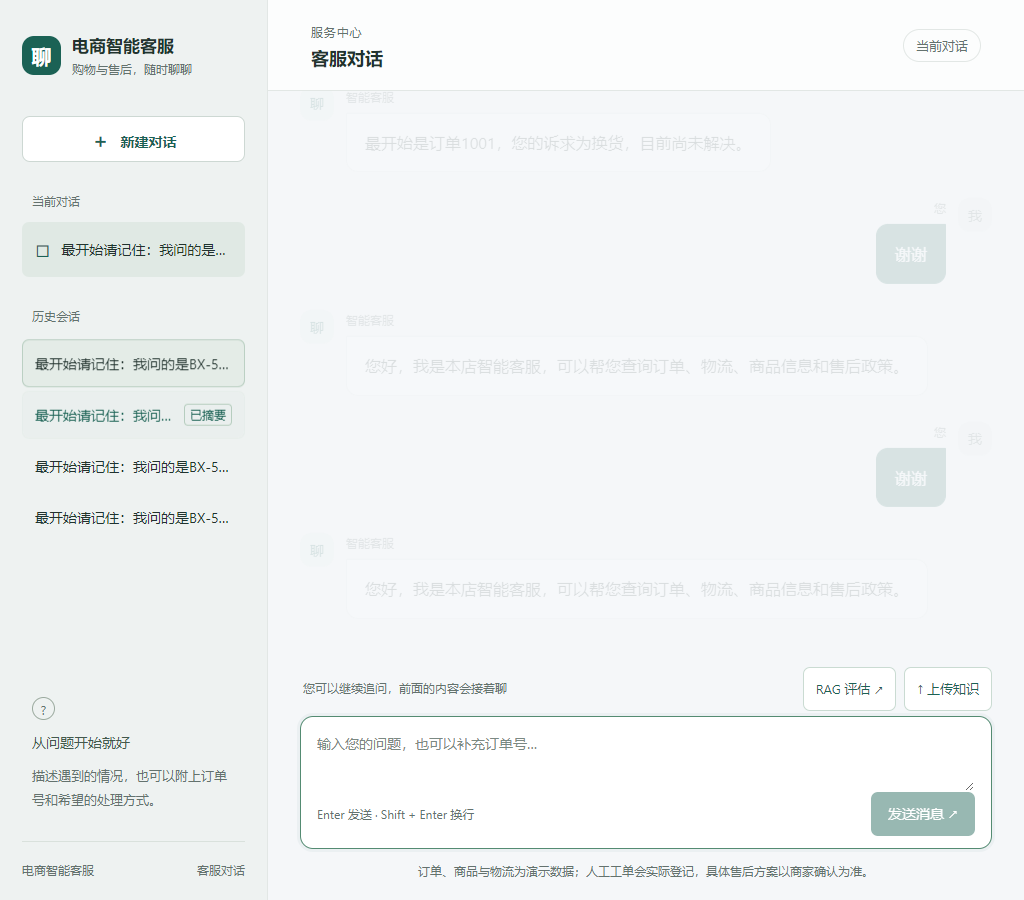 聊
电商智能客服
购物与售后，随时聊聊
+ 新建对话
当前对话
最开始请记住：我问的是...
历史会话
最开始请记住：我问的是BX-5...
最开始请记住：我问... 已摘要
最开始请记住：我问的是BX-5...
最开始请记住：我问的是BX-5...
?
从问题开始就好
描述遇到的情况，也可以附上订单
号和希望的处理方式。
电商智能客服 客服对话
服务中心
客服对话
当前对话
聊 智能客服
最开始是订单1001，您的诉求为换货，目前尚未解决。
您 我
谢谢
聊 智能客服
您好，我是本店智能客服，可以帮您查询订单、物流、商品信息和售后政策。
您 我
谢谢
聊 智能客服
您好，我是本店智能客服，可以帮您查询订单、物流、商品信息和售后政策。
您可以继续追问，前面的内容会接着聊
RAG 评估 ↗ ↑ 上传知识
输入您的问题，也可以补充订单号...
Enter 发送 · Shift + Enter 换行
发送消息 ↗
订单、商品与物流为演示数据；人工工单会实际登记，具体售后方案以商家确认为准。